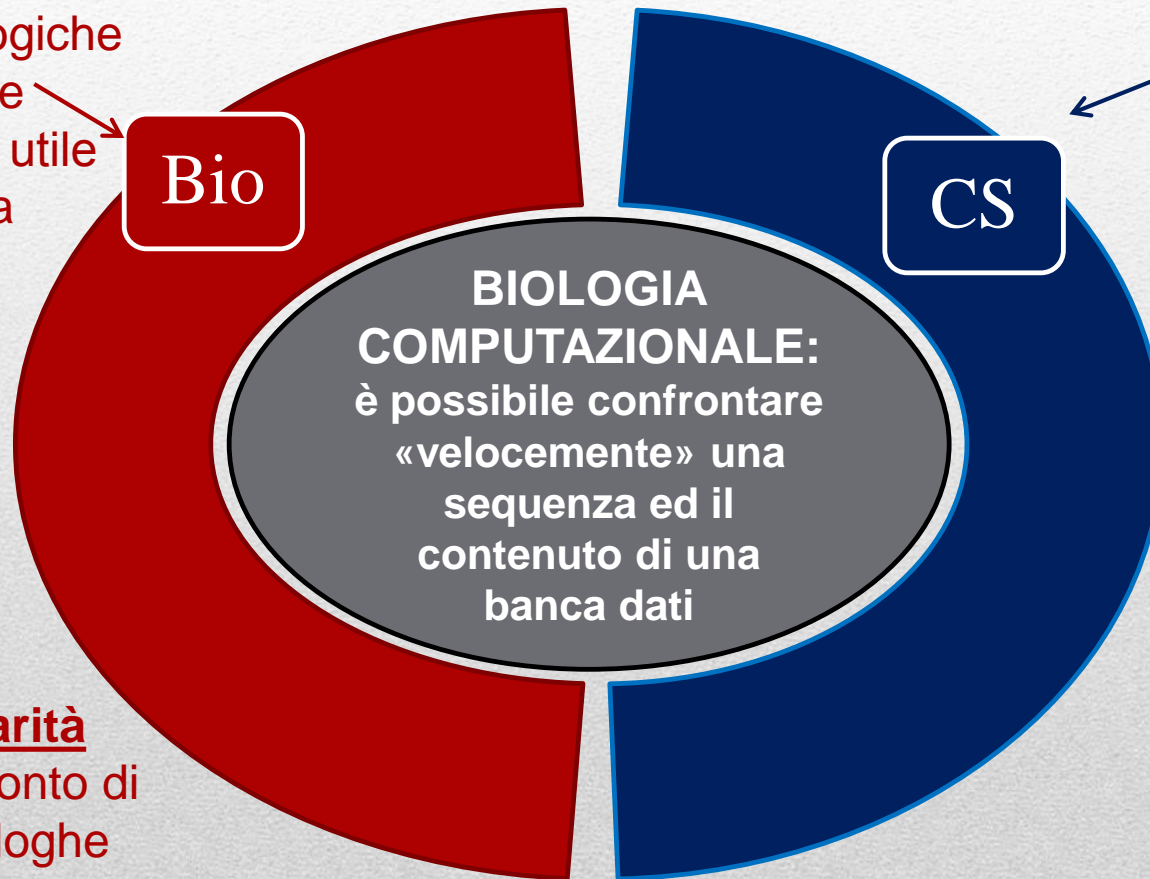 ogiche
e
utile
a
Bio
CS
BIOLOGIA
COMPUTAZIONALE:
è possibile confrontare
«velocemente» una
sequenza ed il
contenuto di una
banca dati
arità
onto di
loghe